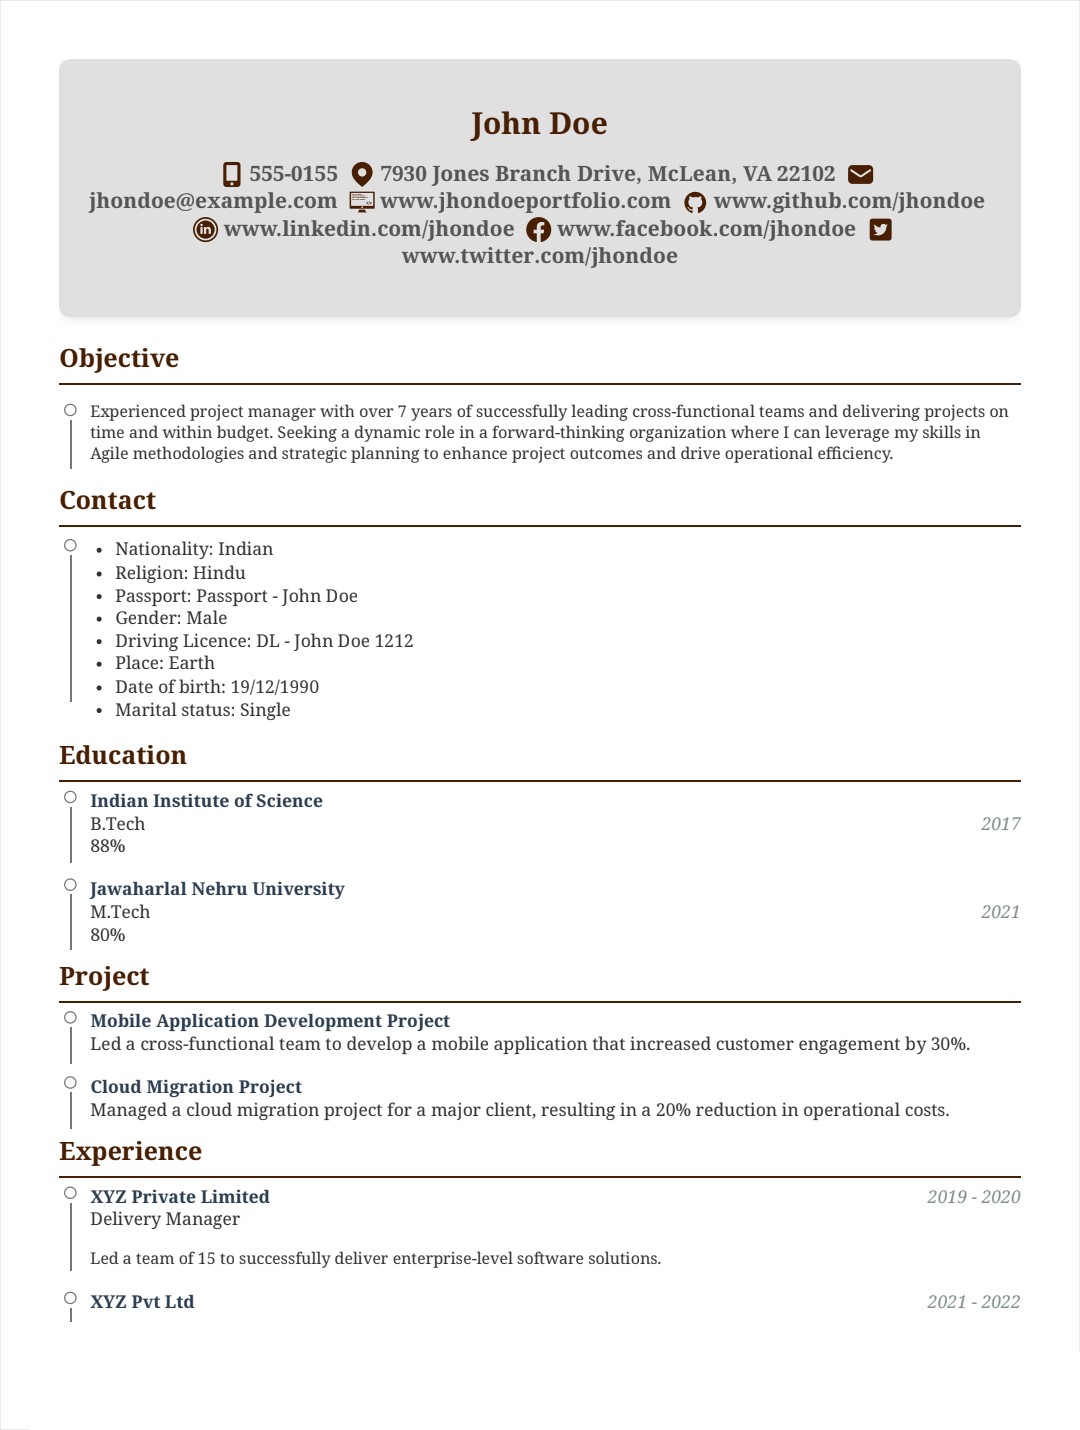 John Doe
555-0155 7930 Jones Branch Drive, McLean, VA 22102
jhondoe@example.com www.jhondoeportfolio.com www.github.com/jhondoe
www.linkedin.com/jhondoe www.facebook.com/jhondoe
www.twitter.com/jhondoe
Objective
Experienced project manager with over 7 years of successfully leading cross-functional teams and delivering projects on
time and within budget. Seeking a dynamic role in a forward-thinking organization where I can leverage my skills in
Agile methodologies and strategic planning to enhance project outcomes and drive operational efficiency.
Contact
• Nationality: Indian
• Religion: Hindu
• Passport: Passport - John Doe
• Gender: Male
• Driving Licence: DL - John Doe 1212
• Place: Earth
• Date of birth: 19/12/1990
• Marital status: Single
Education
Indian Institute of Science
B.Tech 2017
88%
Jawaharlal Nehru University
M.Tech 2021
80%
Project
Mobile Application Development Project
Led a cross-functional team to develop a mobile application that increased customer engagement by 30%.
Cloud Migration Project
Managed a cloud migration project for a major client, resulting in a 20% reduction in operational costs.
Experience
XYZ Private Limited 2019 - 2020
Delivery Manager
Led a team of 15 to successfully deliver enterprise-level software solutions.
XYZ Pvt Ltd 2021 - 2022